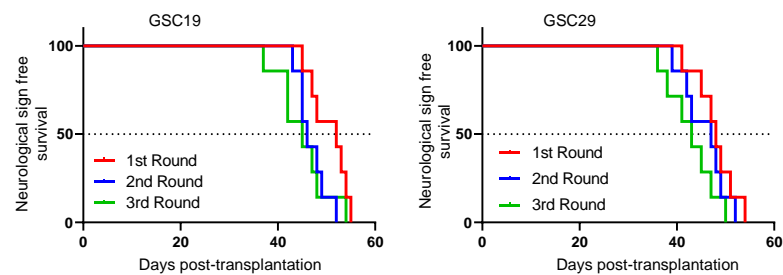 GSC19
Neurological sign free
survival
100
50
0
1st Round
2nd Round
3rd Round
0 20 40 60
Days post-transplantation
GSC29
Neurological sign free
survival
100
50
0
1st Round
2nd Round
3rd Round
0 20 40 60
Days post-transplantation